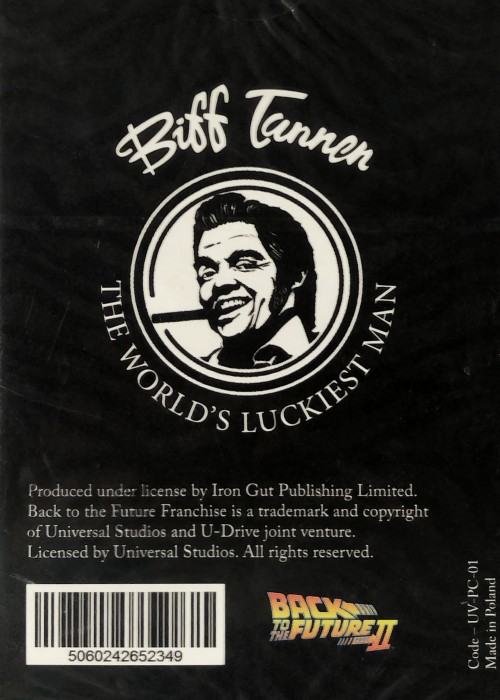 Biff Tannen
THE WORLD'S LUCKIEST MAN
Produced under license by Iron Gut Publishing Limited.
Back to the Future Franchise is a trademark and copyright
of Universal Studios and U-Drive joint venture.
Licensed by Universal Studios. All rights reserved.
5060242652349
BACK
TO THE FUTURE
PART II
Code – UV-PC-01
Made in Poland